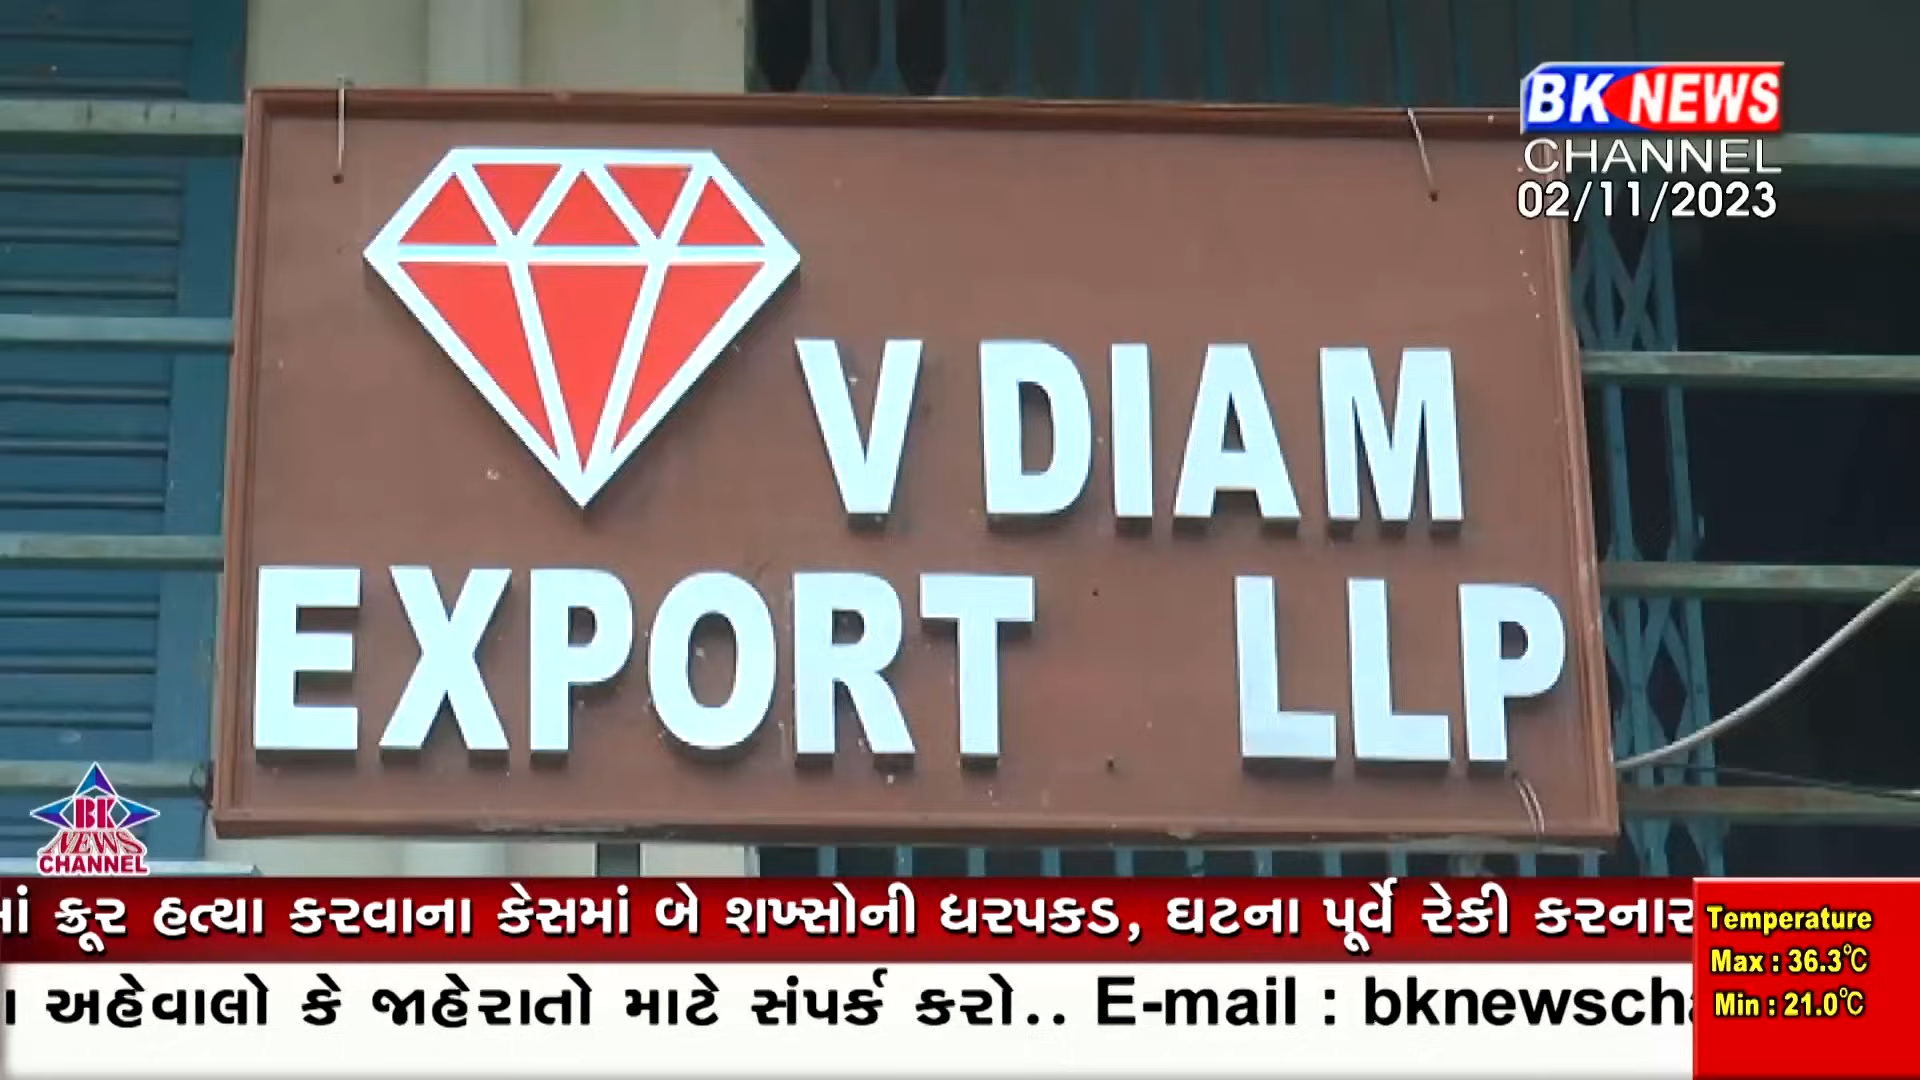 BK NEWS
CHANNEL
02/11/2023
V DIAM
EXPORT LLP
BK
NEWS
CHANNEL
ક્રૂર હત્યા કરવાના કેસમાં બે શખ્સોની ધરપકડ, ઘટના પૂર્વે રેકી કરનાર
અહેવાલો કે જાહેરાતો માટે સંપર્ક કરો.. E-mail : bknewscha
Temperature
Max : 36.3℃
Min : 21.0℃